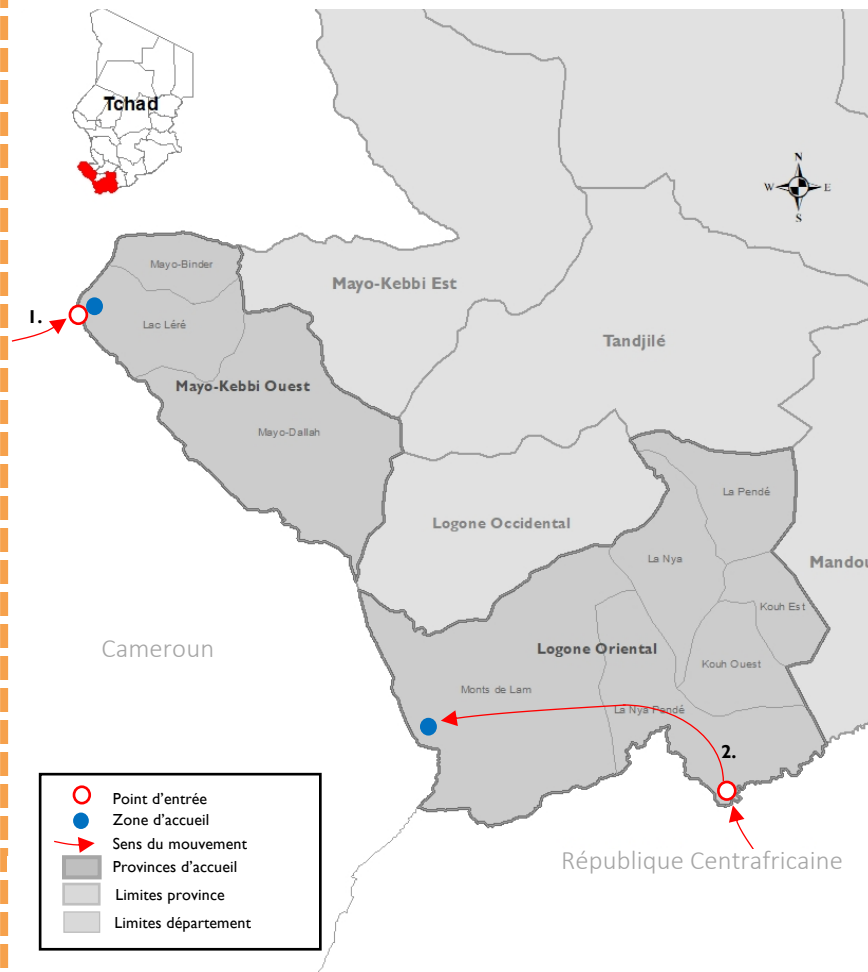 Tchad
N
W E
S
Mayo-Binder
Mayo-Kebbi Est
1.
Lac Léré
Tandjilé
Mayo-Kebbi Ouest
Mayo-Dallah
La Pendé
Logone Occidental
La Nya
Mandou
Kouh Est
Cameroun
Logone Oriental
Kouh Ouest
Monts de Lam
La Nya Pendé
2.
Point d’entrée
Zone d’accueil
Sens du mouvement
République Centrafricaine
Provinces d’accueil
Limites province
Limites département